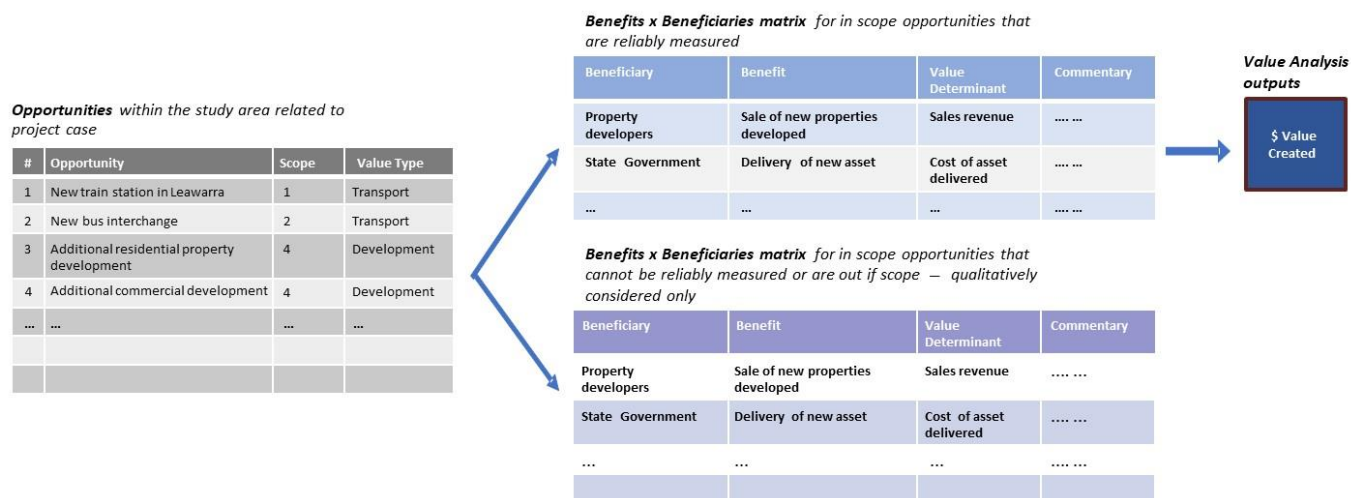 Opportunities within the study area related to
project case
# Opportunity Scope Value Type
1 New train station in Leawarra 1 Transport
2 New bus interchange 2 Transport
3 Additional residential property
development 4 Development
4 Additional commercial development 4 Development
... ... ... ...
Benefits x Beneficiaries matrix for in scope opportunities that
are reliably measured
Beneficiary Benefit Value
Determinant Commentary
Property
developers Sale of new properties
developed Sales revenue .... ...
State Government Delivery of new asset Cost of asset
delivered .... ...
... ... ... .... ...
Benefits x Beneficiaries matrix for in scope opportunities that
cannot be reliably measured or are out if scope – qualitatively
considered only
Beneficiary Benefit Value
Determinant Commentary
Property
developers Sale of new properties
developed Sales revenue .... ...
State Government Delivery of new asset Cost of asset
delivered .... ...
... ... ... .... ...
Value Analysis
outputs
$ Value
Created